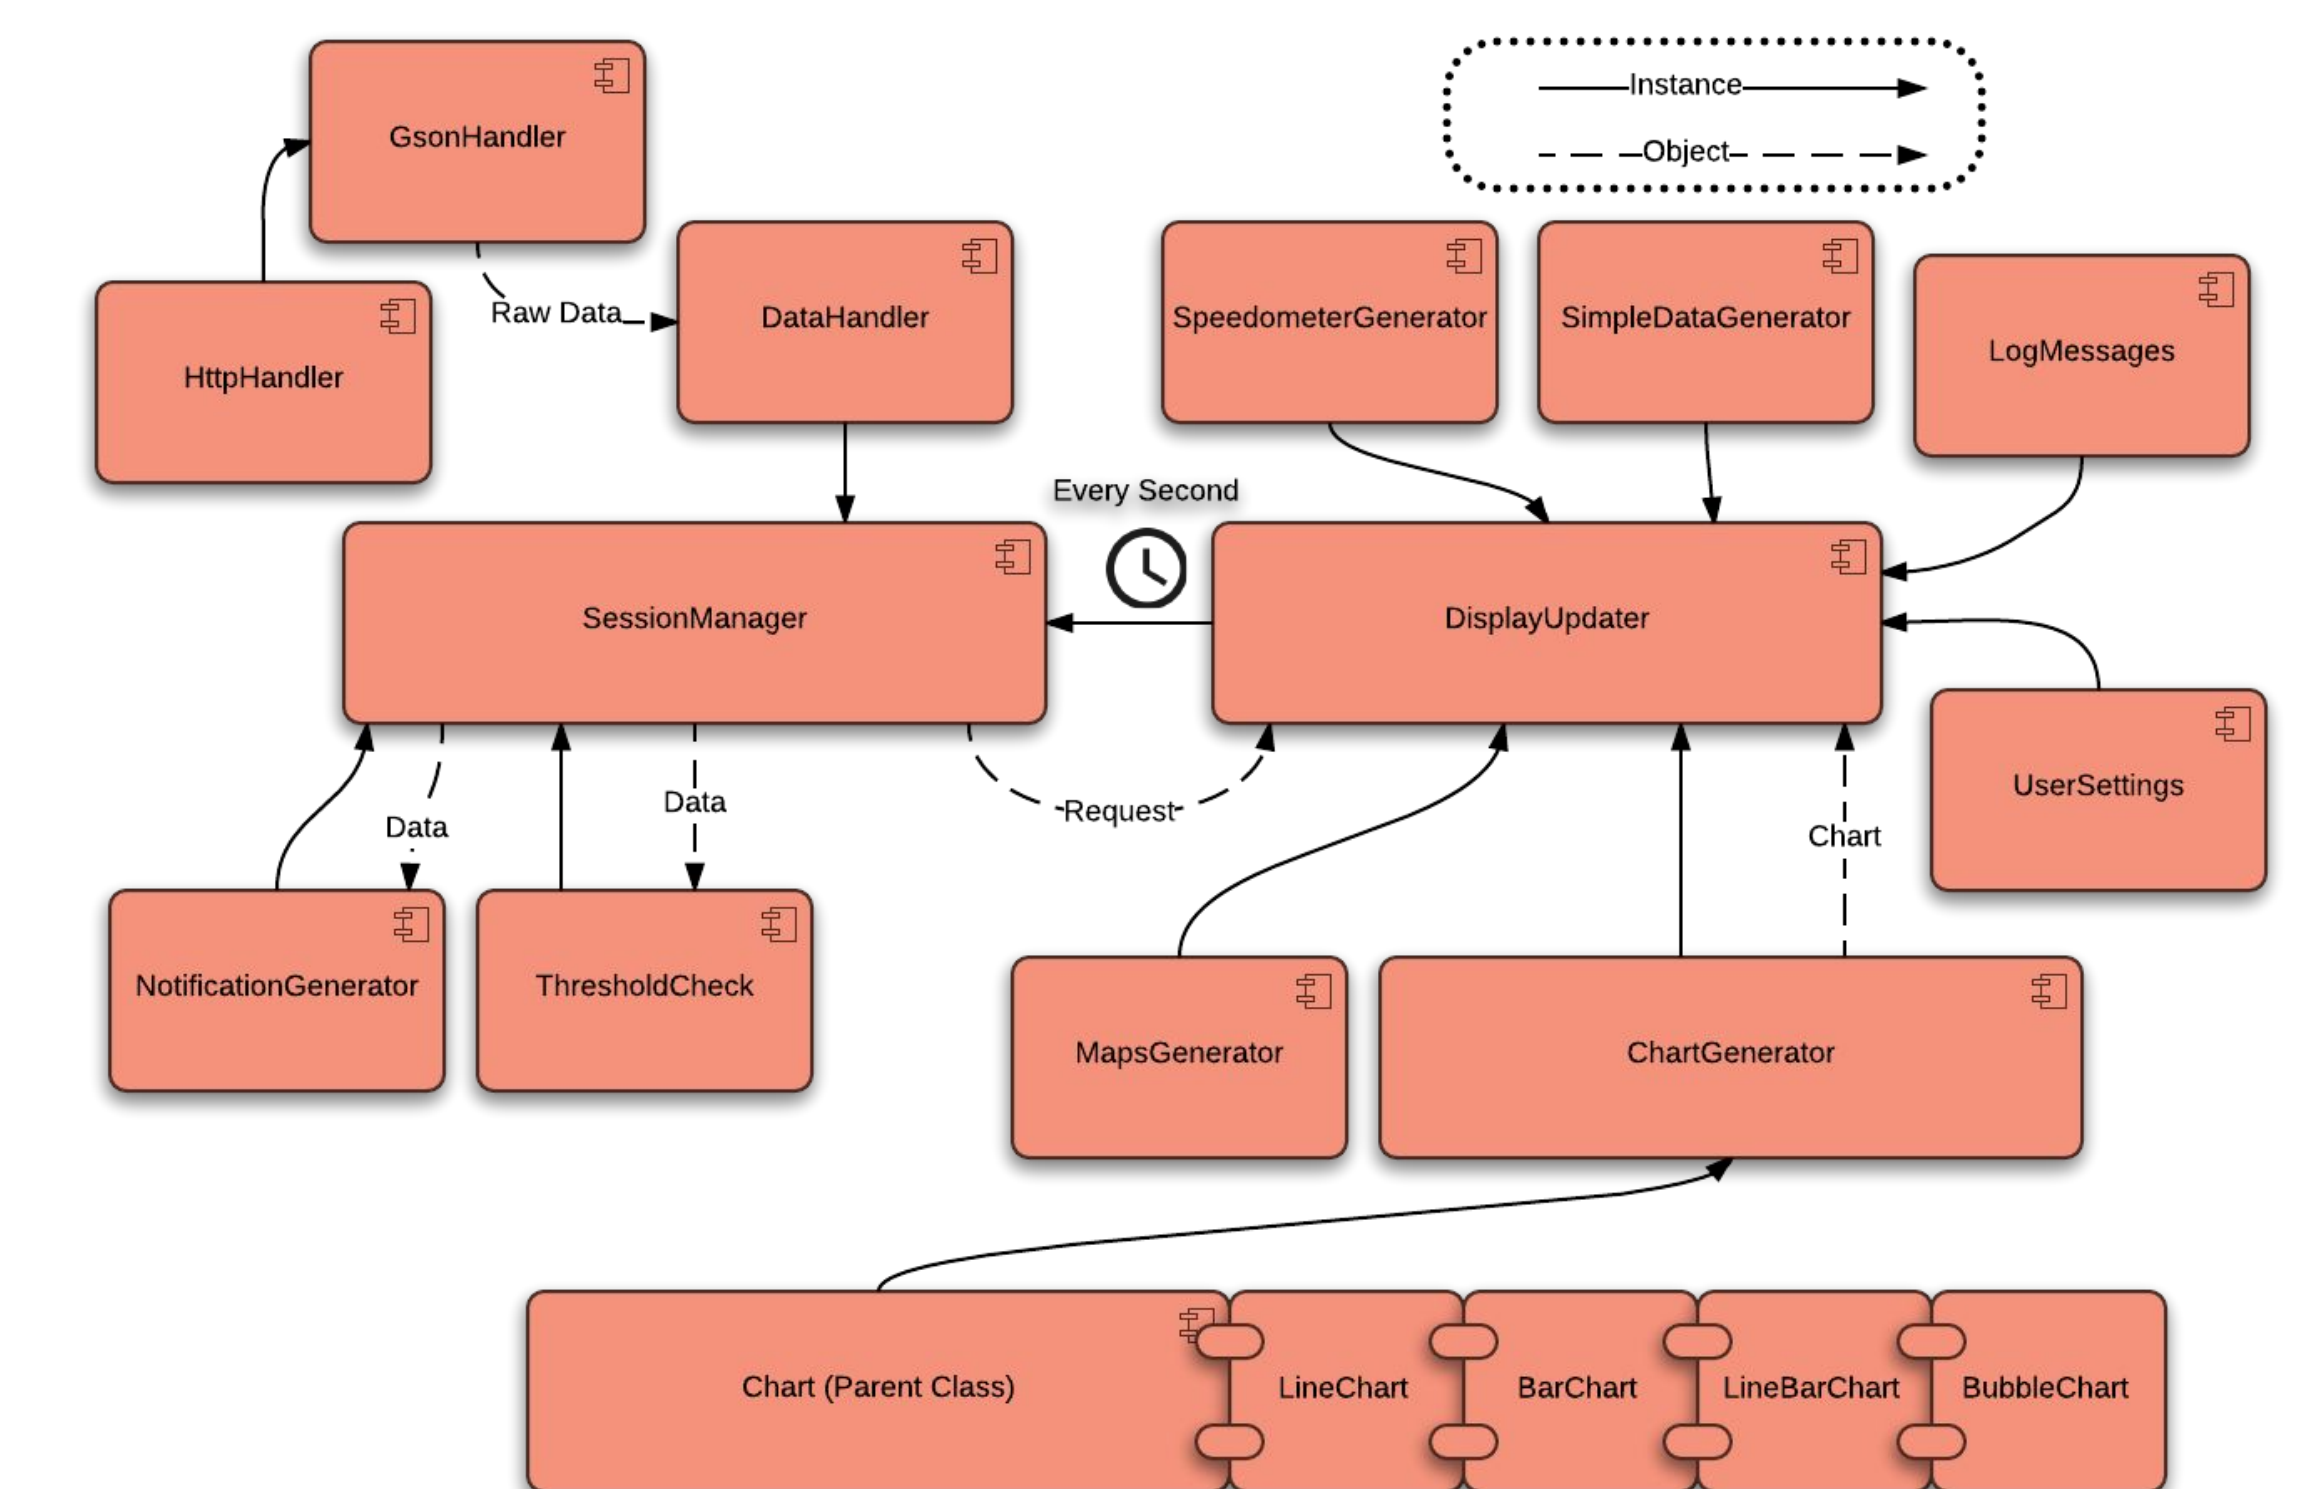 GsonHandler
Instance
Object
HttpHandler
Raw Data
DataHandler
SpeedometerGenerator
SimpleDataGenerator
LogMessages
Every Second
SessionManager
DisplayUpdater
UserSettings
Data
Data
Request
Chart
NotificationGenerator
ThresholdCheck
MapsGenerator
ChartGenerator
Chart (Parent Class)
LineChart
BarChart
LineBarChart
BubbleChart